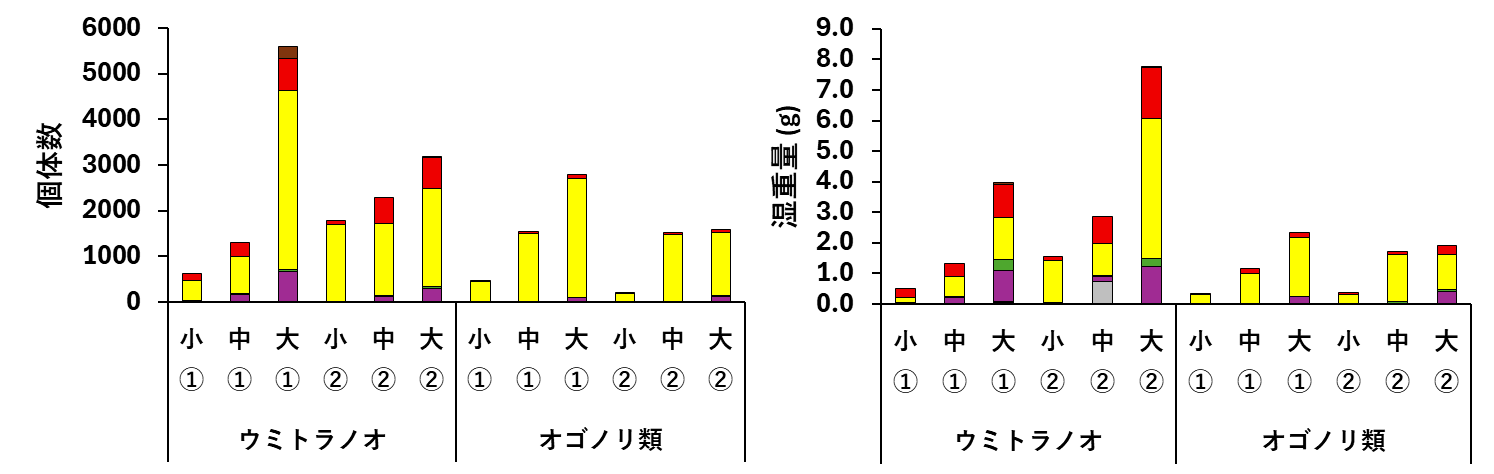 個体数
6000
5000
4000
3000
2000
1000
0
小 中 大 小 中 大 小 中 大 小 中 大
① ① ① ② ② ② ① ① ① ② ② ②
ウミトラノオ オゴノリ類
湿重量 (g)
9.0
8.0
7.0
6.0
5.0
4.0
3.0
2.0
1.0
0.0
小 中 大 小 中 大 小 中 大 小 中 大
① ① ① ② ② ② ① ① ① ② ② ②
ウミトラノオ オゴノリ類